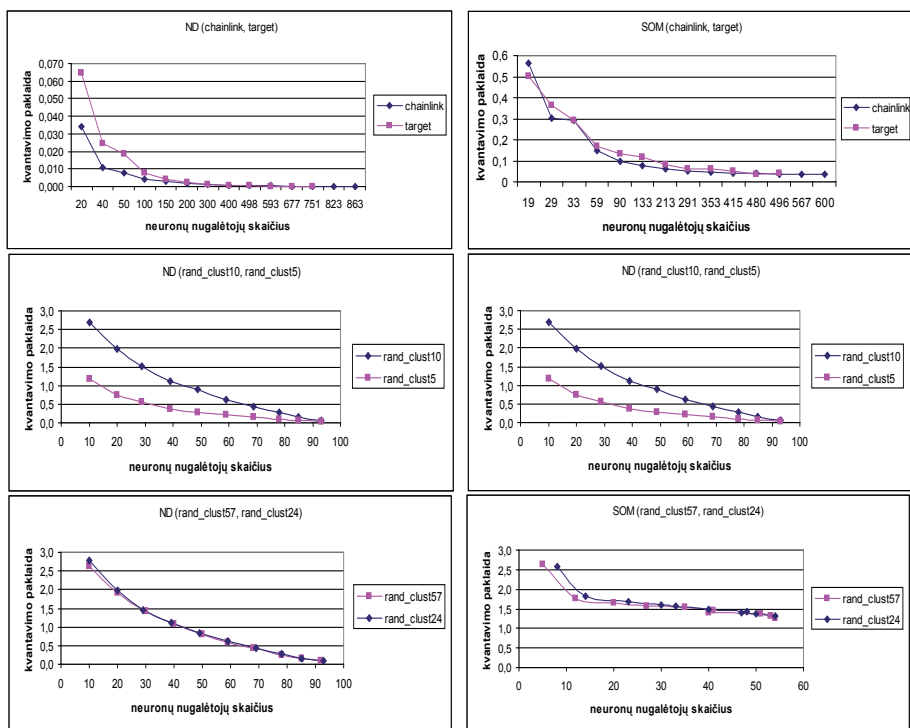 ND (chainlink, target)
kvantavimo paklaida
0,070
0,060
0,050
0,040
0,030
0,020
0,010
0,000
20 40 50 100 150 200 300 400 498 593 677 751 823 863
neuronų nugalėtojų skaičius
chainlink
target
SOM (chainlink, target)
kvantavimo paklaida
0,6
0,5
0,4
0,3
0,2
0,1
0
19 29 33 59 90 133 213 291 353 415 480 496 567 600
neuronų nugalėtojų skaičius
chainlink
target
ND (rand_clust10, rand_clust5)
kvantavimo paklaida
3,0
2,5
2,0
1,5
1,0
0,5
0,0
0 10 20 30 40 50 60 70 80 90 100
neuronų nugalėtojų skaičius
rand_clust10
rand_clust5
ND (rand_clust10, rand_clust5)
kvantavimo paklaida
3,0
2,5
2,0
1,5
1,0
0,5
0,0
0 10 20 30 40 50 60 70 80 90 100
neuronų nugalėtojų skaičius
rand_clust10
rand_clust5
ND (rand_clust57, rand_clust24)
kvantavimo paklaida
3,0
2,5
2,0
1,5
1,0
0,5
0,0
0 10 20 30 40 50 60 70 80 90 100
neuronų nugalėtojų skaičius
rand_clust57
rand_clust24
SOM (rand_clust57, rand_clust24)
kvantavimo paklaida
3,0
2,5
2,0
1,5
1,0
0,5
0,0
0 10 20 30 40 50 60
neuronų nugalėtojų skaičius
rand_clust57
rand_clust24